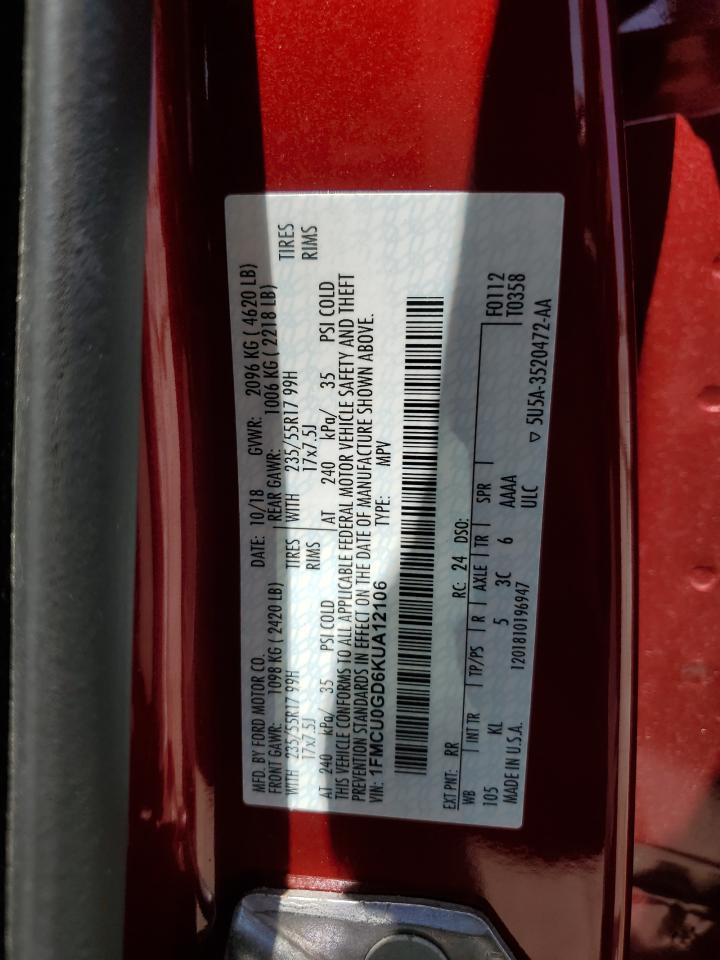 MFD. BY FORD MOTOR CO. DATE: 10/18 GVWR: 2096 KG ( 4620 LB)
FRONT GAWR: 1098 KG ( 2420 LB) REAR GAWR: 1006 KG ( 2218 LB)
WITH 235/55R17 99H TIRES WITH 235/55R17 99H TIRES
17x7.5J RIMS 17x7.5J RIMS
AT 240 kPa/ 35 PSI COLD AT 240 kPa/ 35 PSI COLD
THIS VEHICLE CONFORMS TO ALL APPLICABLE FEDERAL MOTOR VEHICLE SAFETY AND THEFT
PREVENTION STANDARDS IN EFFECT ON THE DATE OF MANUFACTURE SHOWN ABOVE.
VIN: 1FMCU0GD6KUA12106 TYPE: MPV
EXT PNT: RR RC: 24 DSO: F0112
WB INT TR TP/PS R AXLE TR SPR T0358
105 KL 5 3C 6 AAAA
MADE IN U.S.A. 1201810196947 ULC ▽ 5U5A-3520472-AA